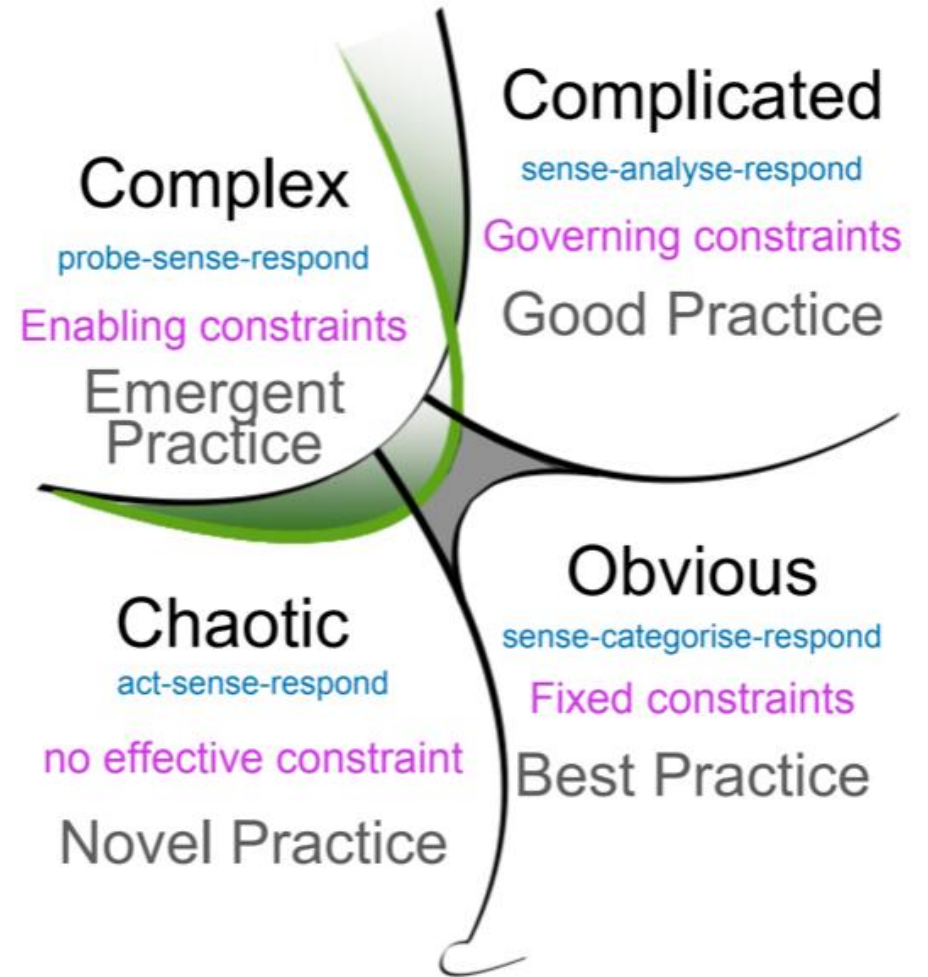 Complex
probe-sense-respond
Enabling constraints
Emergent
Practice
Complicated
sense-analyse-respond
Governing constraints
Good Practice
Chaotic
act-sense-respond
no effective constraint
Novel Practice
Obvious
sense-categorise-respond
Fixed constraints
Best Practice